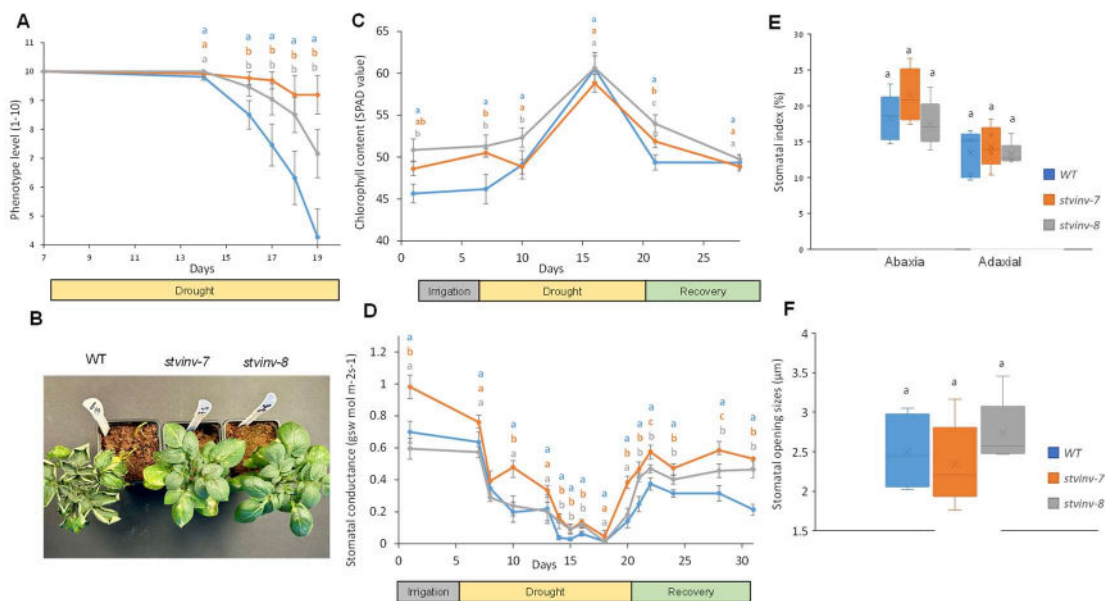 A
Phenotype level (1-10)
11
10
9
8
7
6
5
4
a a a a a
a b b b b
a b b b b
7 9 11 13 15 17 19
Days
Drought
B
WT stvinv-7 stvinv-8
C
Chlorophyll content (SPAD value)
65
60
55
50
45
40
a a a a a a
ab b a a b a
b b b a c a
0 5 10 15 20 25
Days
Irrigation Drought Recovery
D
Stomatal conductance (gsw mol m-2s-1)
1.2
1
0.8
0.6
0.4
0.2
0
0 5 10 15 20 25 30
Days
Irrigation Drought Recovery
E
Stomatal index (%)
30
25
20
15
10
5
0
a a a a a a
Abaxia Adaxial
WT
stvinv-7
stvinv-8
F
Stomatal opening sizes (µm)
4
3.5
3
2.5
2
1.5
a a a
WT
stvinv-7
stvinv-8